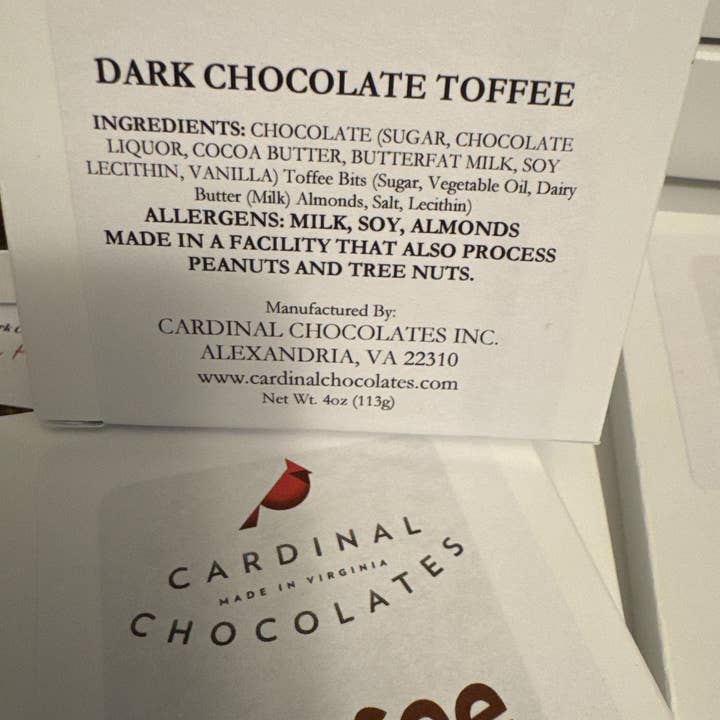 DARK CHOCOLATE TOFFEE
INGREDIENTS: CHOCOLATE (SUGAR, CHOCOLATE
LIQUOR, COCOA BUTTER, BUTTERFAT MILK, SOY
LECITHIN, VANILLA) Toffee Bits (Sugar, Vegetable Oil, Dairy
Butter (Milk) Almonds, Salt, Lecithin)
ALLERGENS: MILK, SOY, ALMONDS
MADE IN A FACILITY THAT ALSO PROCESS
PEANUTS AND TREE NUTS.
Manufactured By:
CARDINAL CHOCOLATES INC.
ALEXANDRIA, VA 22310
www.cardinalchocolates.com
Net Wt. 4oz (113g)
CARDINAL
MADE IN VIRGINIA
CHOCOLATES